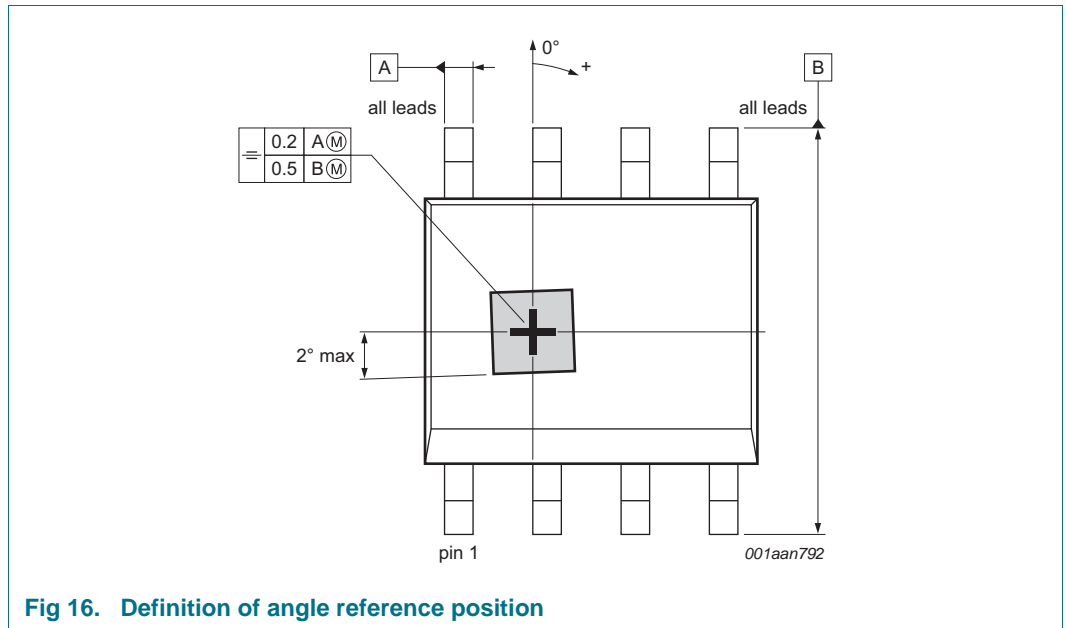 0°
+
A
B
all leads
all leads
⌯ 0.2 A Ⓜ
0.5 B Ⓜ
2° max
pin 1
001aan792
Fig 16. Definition of angle reference position